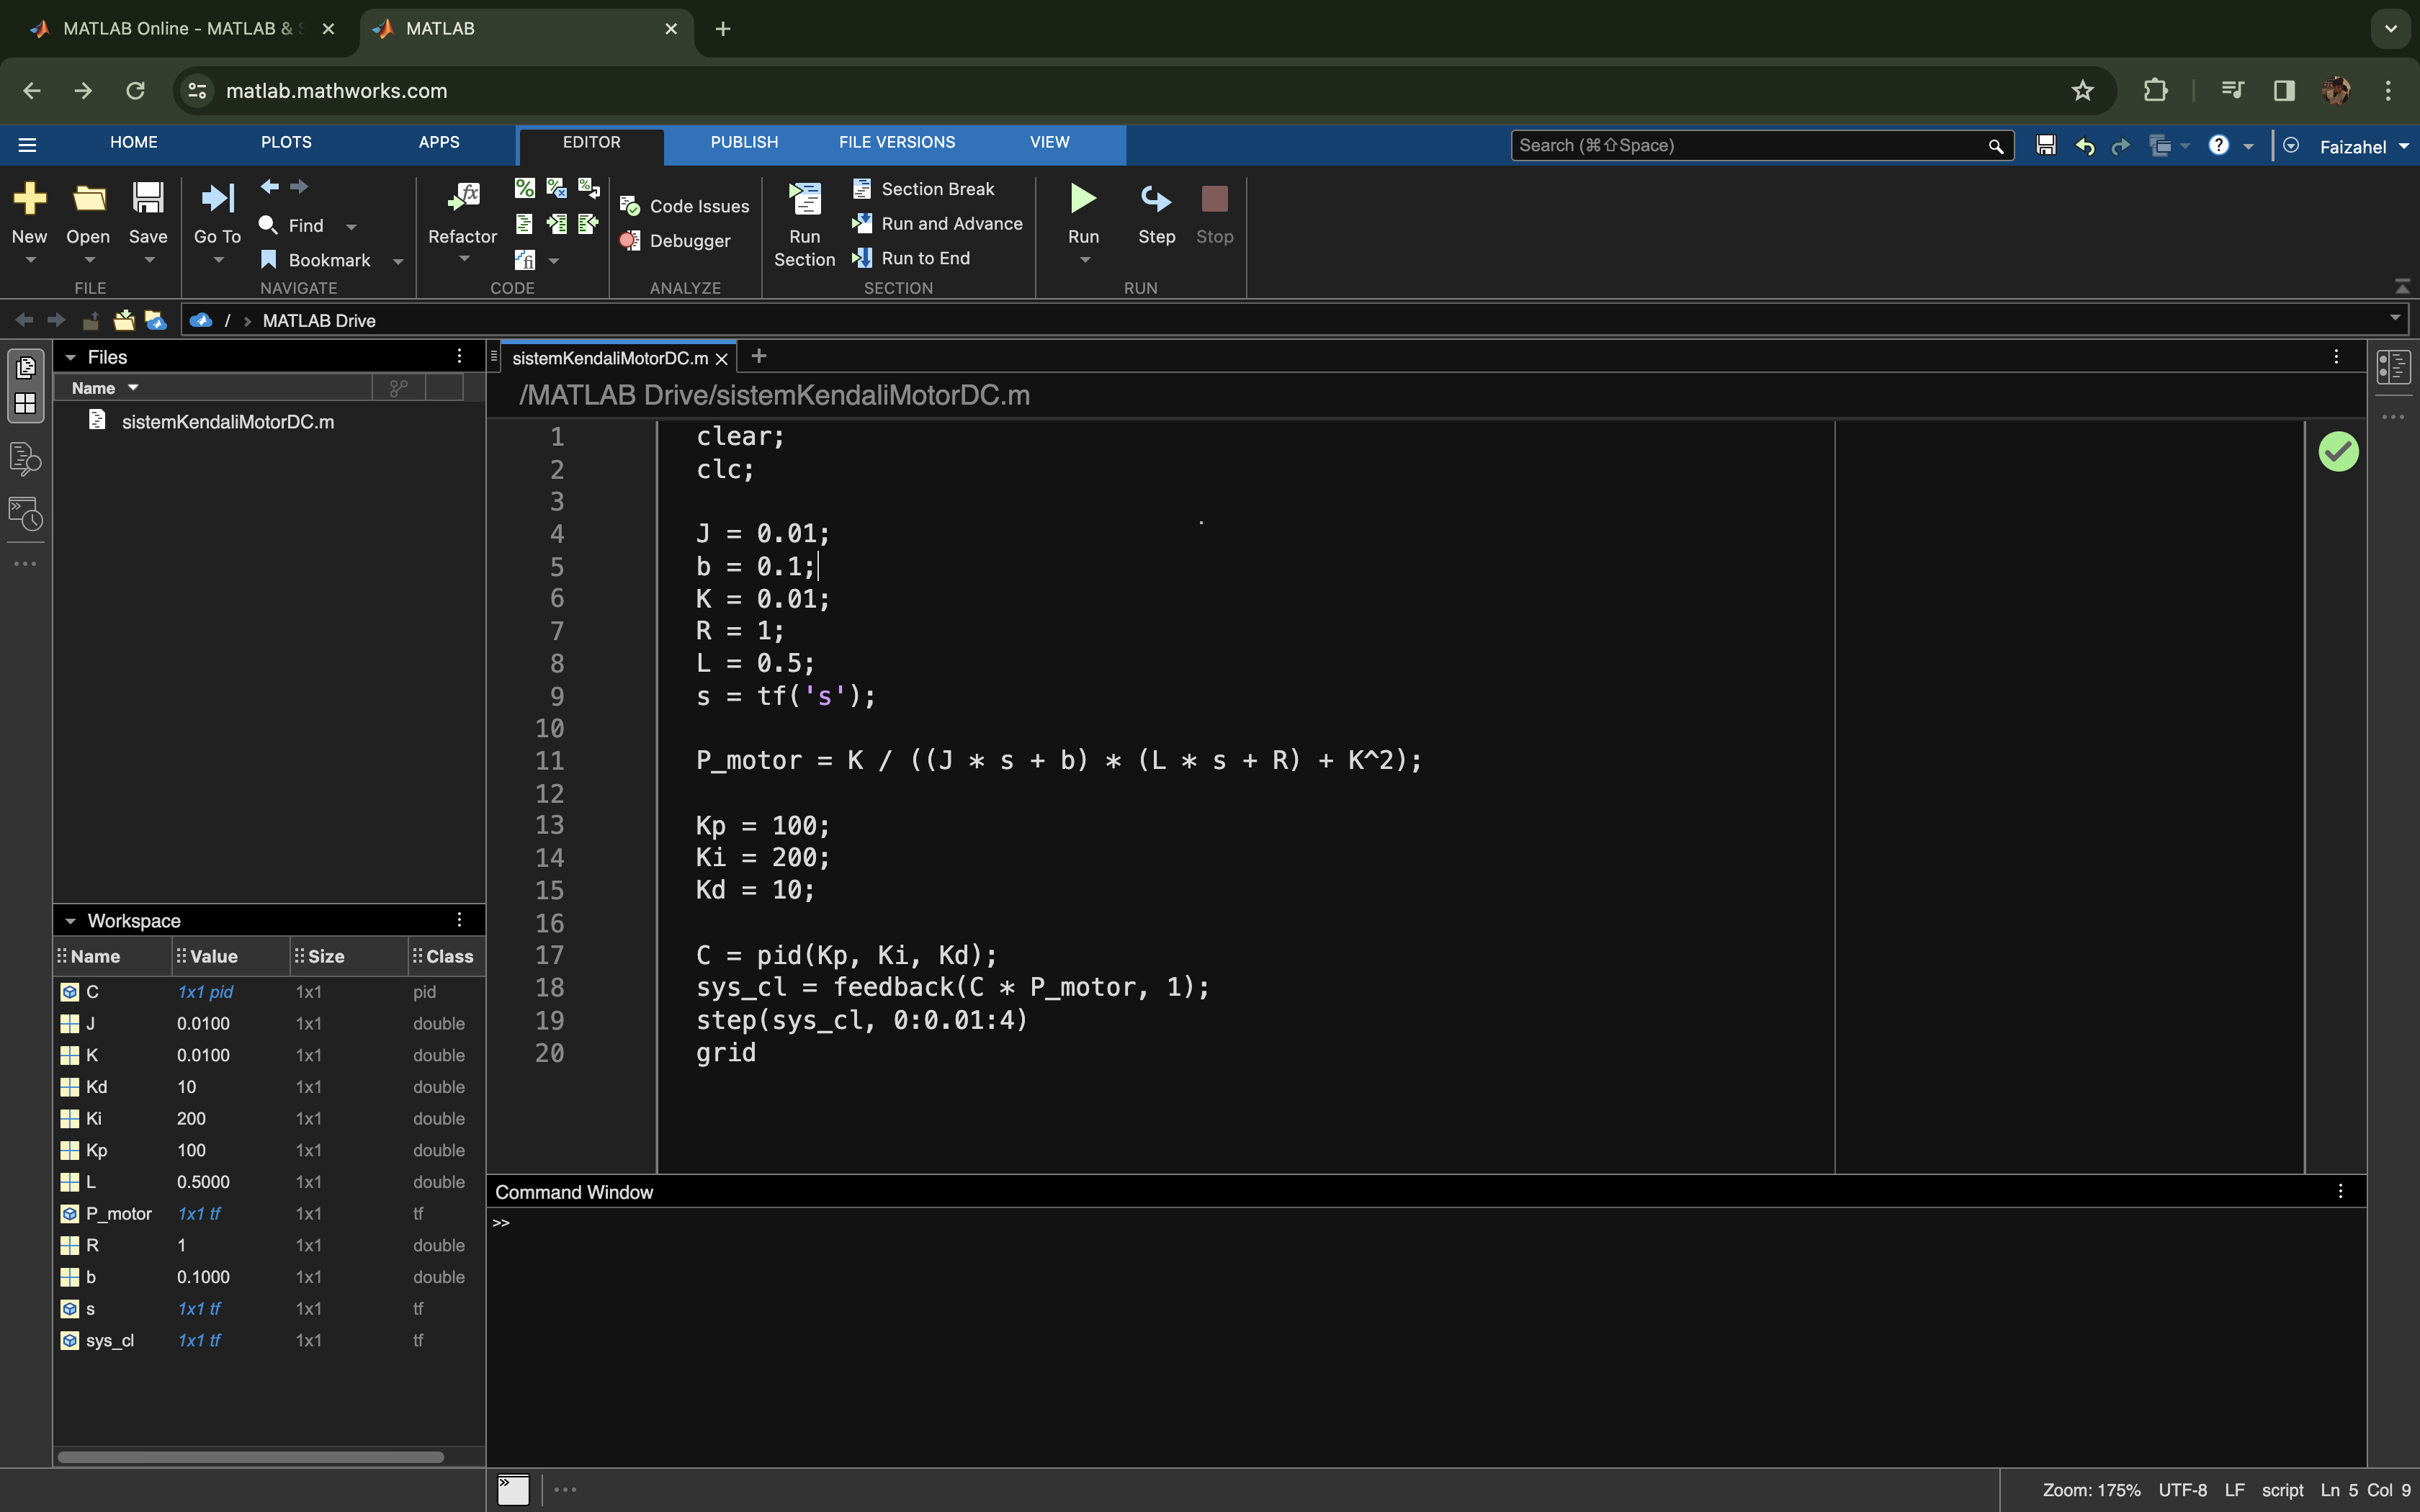 MATLAB Online - MATLAB &
MATLAB
matlab.mathworks.com
HOME PLOTS APPS EDITOR PUBLISH FILE VERSIONS VIEW
Search (⌘⇧Space)
Faizahel
New Open Save
FILE
Go To Find Bookmark
NAVIGATE
Refactor
CODE
Code Issues
Debugger
ANALYZE
Run Section
Section Break
Run and Advance
Run to End
SECTION
Run Step Stop
RUN
/ > MATLAB Drive
Files
Name
sistemKendaliMotorDC.m
sistemKendaliMotorDC.m
/MATLAB Drive/sistemKendaliMotorDC.m
1 clear;
2 clc;
3
4 J = 0.01;
5 b = 0.1;
6 K = 0.01;
7 R = 1;
8 L = 0.5;
9 s = tf('s');
10
11 P_motor = K / ((J * s + b) * (L * s + R) + K^2);
12
13 Kp = 100;
14 Ki = 200;
15 Kd = 10;
16
17 C = pid(Kp, Ki, Kd);
18 sys_cl = feedback(C * P_motor, 1);
19 step(sys_cl, 0:0.01:4)
20 grid
Workspace
Name Value Size Class
C 1x1 pid 1x1 pid
J 0.0100 1x1 double
K 0.0100 1x1 double
Kd 10 1x1 double
Ki 200 1x1 double
Kp 100 1x1 double
L 0.5000 1x1 double
P_motor 1x1 tf 1x1 tf
R 1 1x1 double
b 0.1000 1x1 double
s 1x1 tf 1x1 tf
sys_cl 1x1 tf 1x1 tf
Command Window
>>
Zoom: 175% UTF-8 LF script Ln 5 Col 9